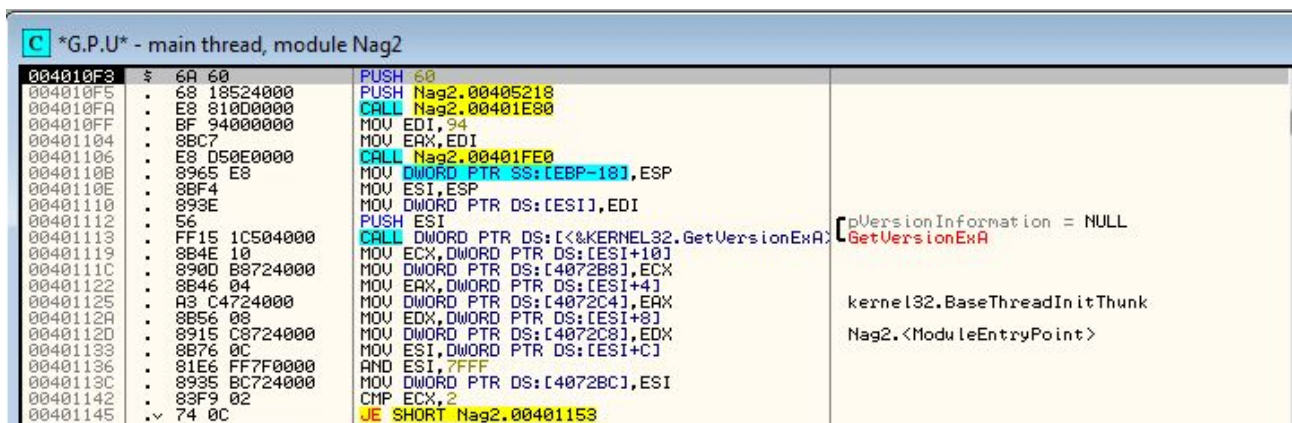 C *G.P.U* - main thread, module Nag2
004010F3 $ 6A 60 PUSH 60
004010F5 . 68 18524000 PUSH Nag2.00405218
004010FA . E8 810D0000 CALL Nag2.00401E80
004010FF . BF 94000000 MOV EDI,94
00401104 . 8BC7 MOV EAX,EDI
00401106 . E8 D50E0000 CALL Nag2.00401FE0
0040110B . 8965 E8 MOV DWORD PTR SS:[EBP-18],ESP
0040110E . 8BF4 MOV ESI,ESP
00401110 . 893E MOV DWORD PTR DS:[ESI],EDI
00401112 . 56 PUSH ESI pVersionInformation = NULL
00401113 . FF15 1C504000 CALL DWORD PTR DS:[<&KERNEL32.GetVersionExA> GetVersionExA
00401119 . 8B4E 10 MOV ECX,DWORD PTR DS:[ESI+10]
0040111C . 890D B8724000 MOV DWORD PTR DS:[4072B8],ECX
00401122 . 8B46 04 MOV EAX,DWORD PTR DS:[ESI+4]
00401125 . A3 C4724000 MOV DWORD PTR DS:[4072C4],EAX kernel32.BaseThreadInitThunk
0040112A . 8B56 08 MOV EDX,DWORD PTR DS:[ESI+8]
0040112D . 8915 C8724000 MOV DWORD PTR DS:[4072C8],EDX Nag2.<ModuleEntryPoint>
00401133 . 8B76 0C MOV ESI,DWORD PTR DS:[ESI+C]
00401136 . 81E6 FF7F0000 AND ESI,7FFF
0040113C . 8935 BC724000 MOV DWORD PTR DS:[4072BC],ESI
00401142 . 83F9 02 CMP ECX,2
00401145 .v 74 0C JE SHORT Nag2.00401153